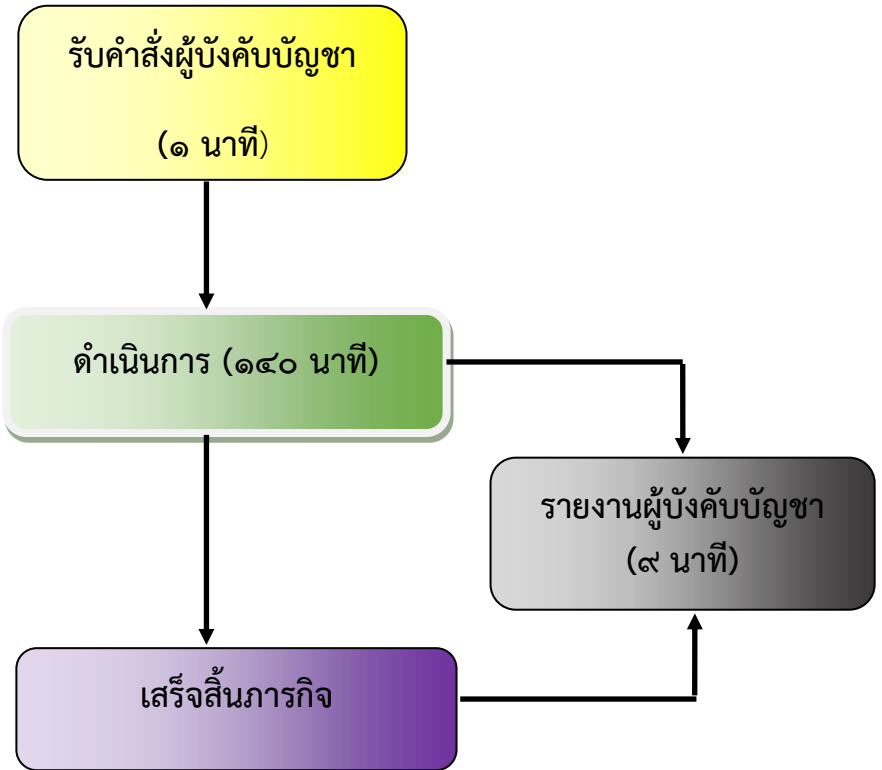 รับคำสั่งผู้บังคับบัญชา
(๑ นาที)
ดำเนินการ (๑๔๐ นาที)
รายงานผู้บังคับบัญชา
(๙ นาที)
เสร็จสิ้นภารกิจ